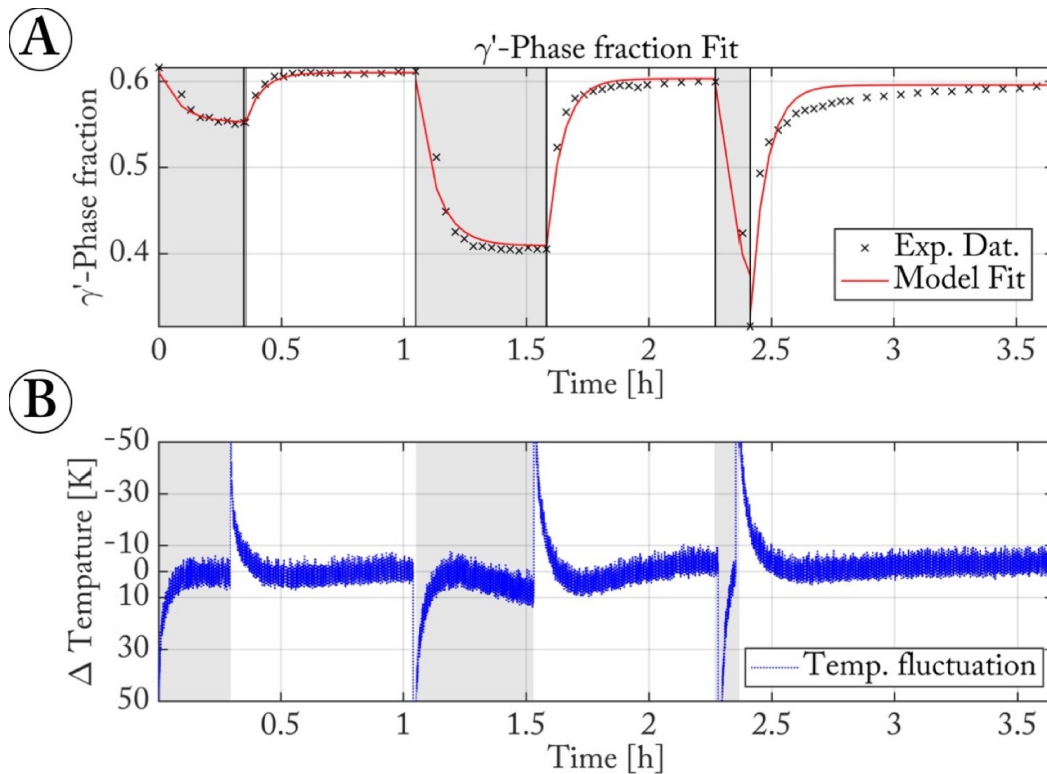 A
γ'-Phase fraction Fit
γ'-Phase fraction
0.6
0.5
0.4
× Exp. Dat.
Model Fit
0 0.5 1 1.5 2 2.5 3 3.5
Time [h]
B
Δ Tempature [K]
-50
-30
-10
0
10
30
50
Temp. fluctuation
0.5 1 1.5 2 2.5 3 3.5
Time [h]